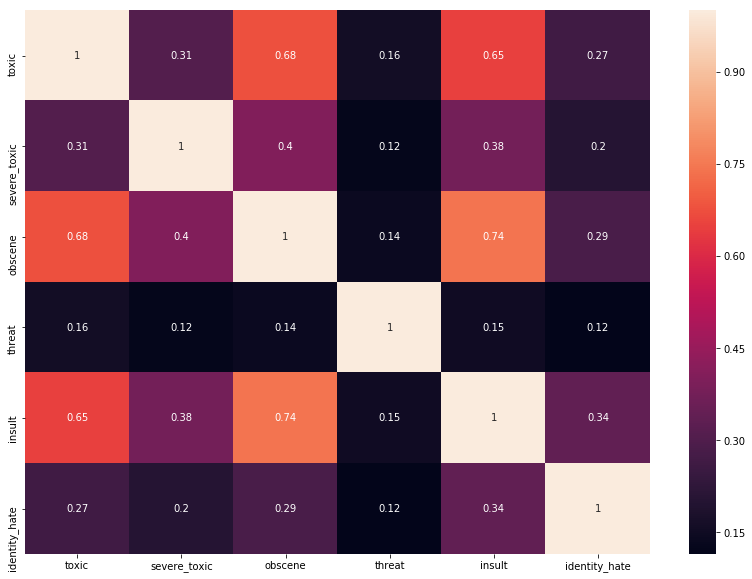 toxic 1 0.31 0.68 0.16 0.65 0.27
severe_toxic 0.31 1 0.4 0.12 0.38 0.2
obscene 0.68 0.4 1 0.14 0.74 0.29
threat 0.16 0.12 0.14 1 0.15 0.12
insult 0.65 0.38 0.74 0.15 1 0.34
identity_hate 0.27 0.2 0.29 0.12 0.34 1
toxic severe_toxic obscene threat insult identity_hate
0.90
0.75
0.60
0.45
0.30
0.15